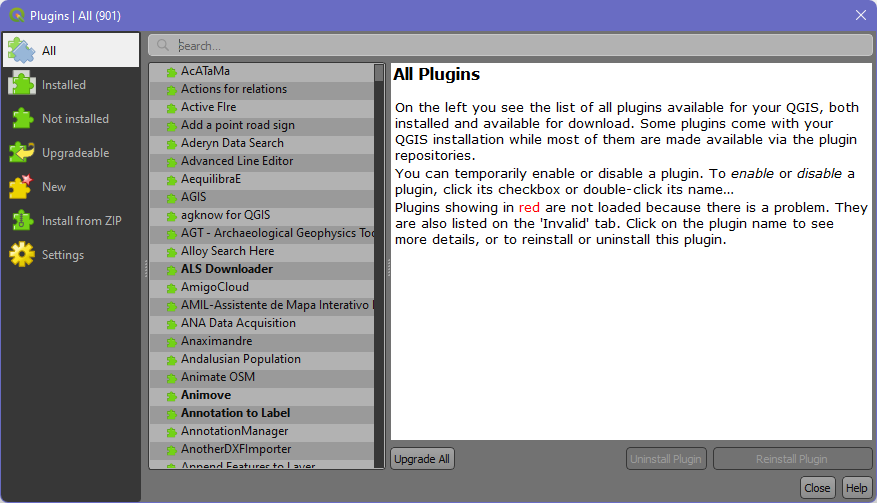 Plugins | All (901)
All
Installed
Not installed
Upgradeable
New
Install from ZIP
Settings
Search...
AcATaMa
Actions for relations
Active FIre
Add a point road sign
Aderyn Data Search
Advanced Line Editor
AequilibraE
AGIS
agknow for QGIS
AGT - Archaeological Geophysics Too
Alloy Search Here
ALS Downloader
AmigoCloud
AMIL-Assistente de Mapa Interativo
ANA Data Acquisition
Anaximandre
Andalusian Population
Animate OSM
Animove
Annotation to Label
AnnotationManager
AnotherDXFImporter
Append Features to Layer
All Plugins
On the left you see the list of all plugins available for your QGIS, both
installed and available for download. Some plugins come with your
QGIS installation while most of them are made available via the plugin
repositories.
You can temporarily enable or disable a plugin. To enable or disable a
plugin, click its checkbox or double-click its name...
Plugins showing in red are not loaded because there is a problem. They
are also listed on the 'Invalid' tab. Click on the plugin name to see
more details, or to reinstall or uninstall this plugin.
Upgrade All
Uninstall Plugin
Reinstall Plugin
Close
Help